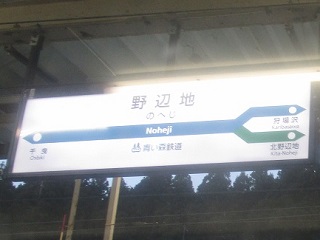 野辺地
のへじ
Noheji
青い森鉄道
千曳
Chibiki
狩場沢
Karibasawa
北野辺地
Kita-Noheji